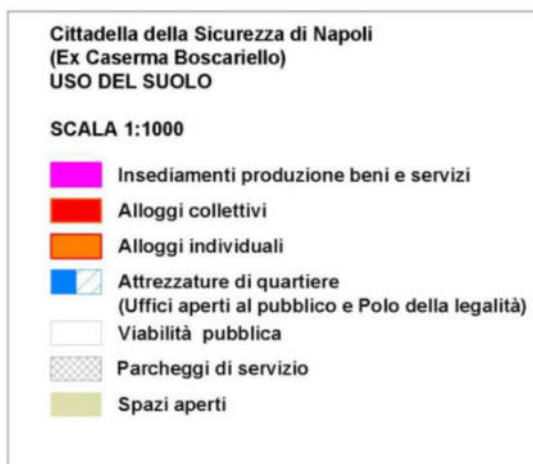 Cittadella della Sicurezza di Napoli
(Ex Caserma Boscariello)
USO DEL SUOLO
SCALA 1:1000
Insediamenti produzione beni e servizi
Alloggi collettivi
Alloggi individuali
Attrezzature di quartiere
(Uffici aperti al pubblico e Polo della legalità)
Viabilità pubblica
Parcheggi di servizio
Spazi aperti